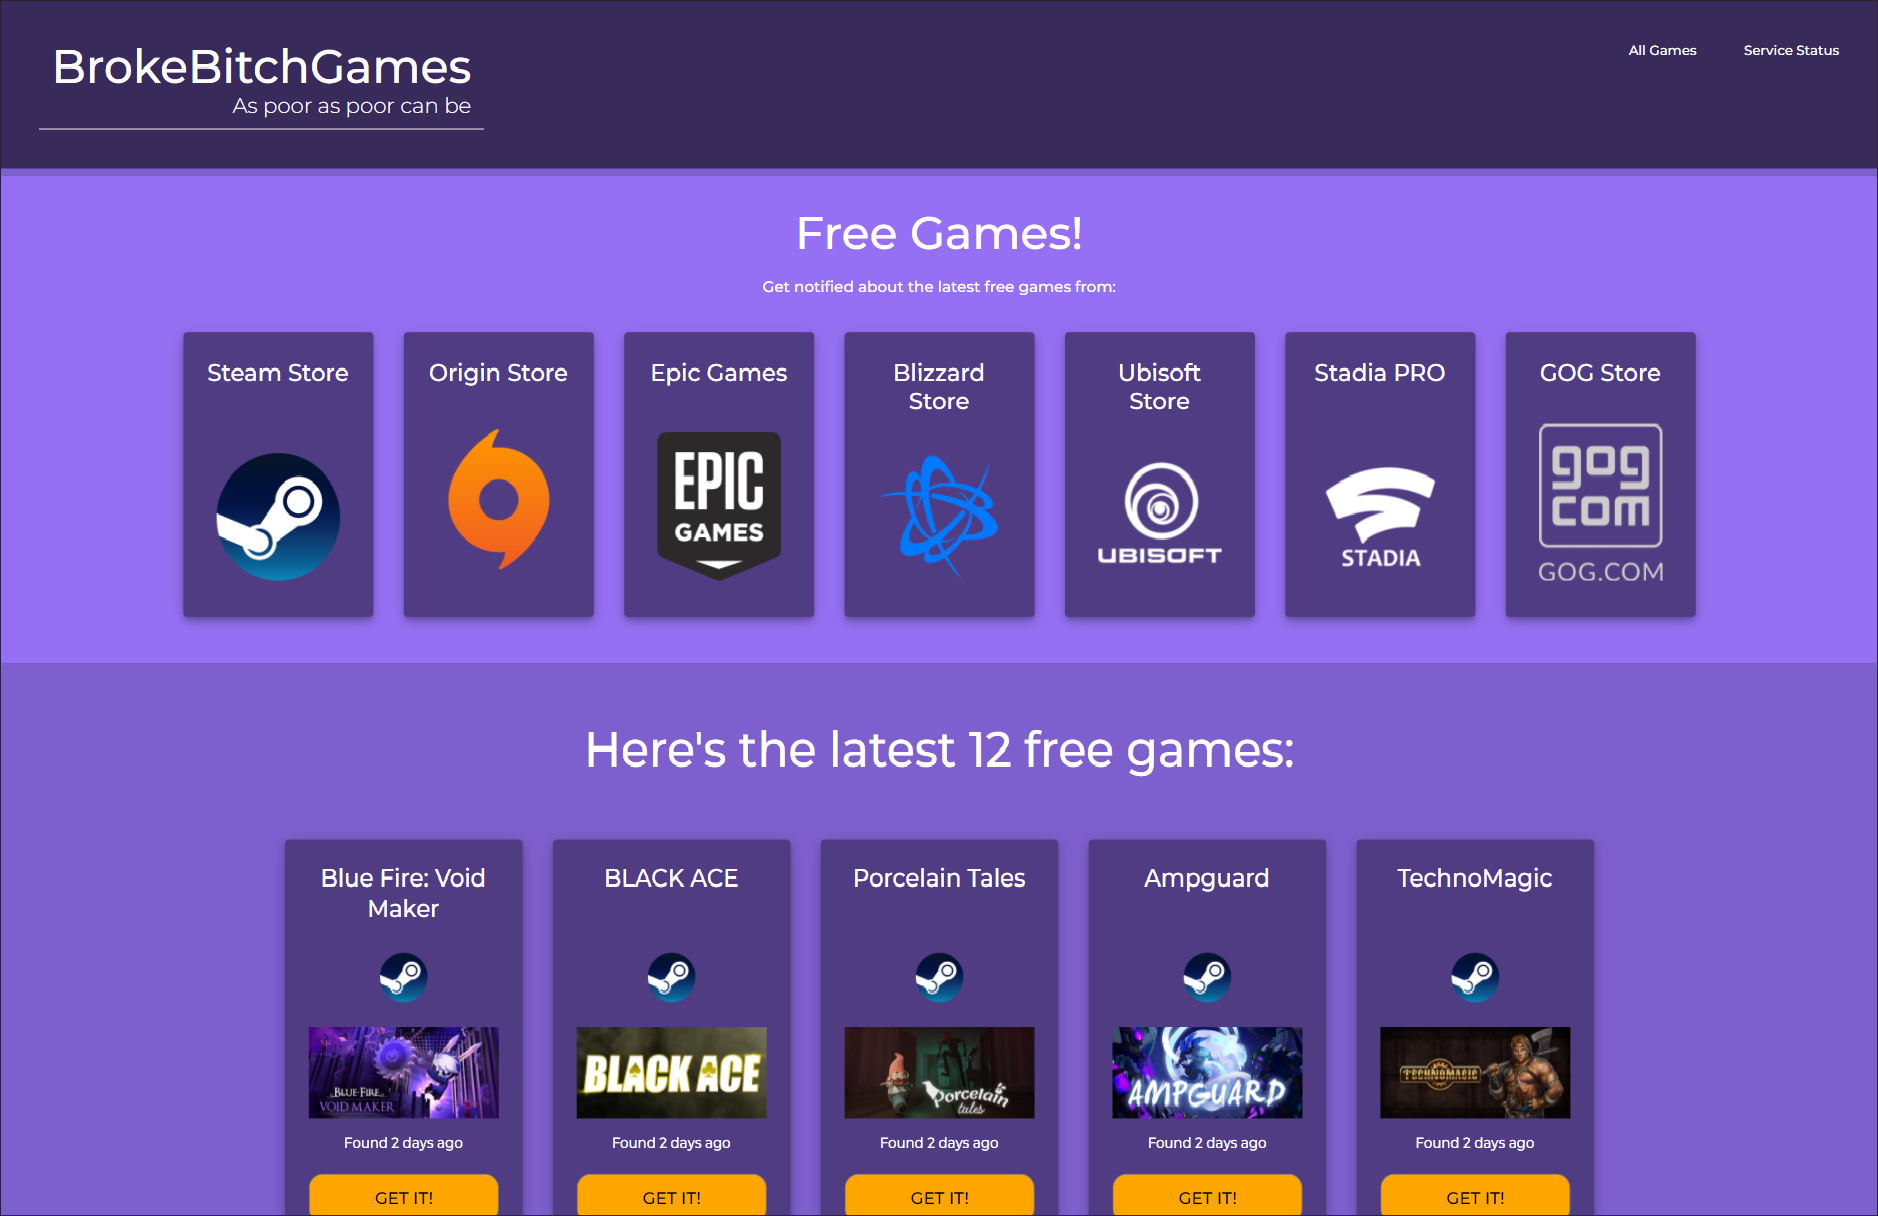 BrokeBitchGames
As poor as poor can be
All Games
Service Status
Free Games!
Get notified about the latest free games from:
Steam Store
Origin Store
Epic Games
EPIC
GAMES
Blizzard
Store
Ubisoft
Store
UBISOFT
Stadia PRO
STADIA
GOG Store
gog
com
GOG.COM
Here's the latest 12 free games:
Blue Fire: Void
Maker
BLUE FIRE
VOID MAKER
Found 2 days ago
GET IT!
BLACK ACE
BLACK ACE
Found 2 days ago
GET IT!
Porcelain Tales
Porcelain
tales
Found 2 days ago
GET IT!
Ampguard
AMPGUARD
Found 2 days ago
GET IT!
TechnoMagic
TECHNOMAGIC
Found 2 days ago
GET IT!